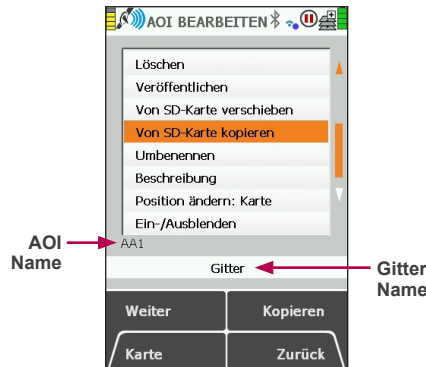 AOI BEARBEITEN
Löschen
Veröffentlichen
Von SD-Karte verschieben
Von SD-Karte kopieren
Umbenennen
Beschreibung
Position ändern: Karte
Ein-/Ausblenden
AOI Name
AA1
Gitter
Gitter Name
Weiter
Kopieren
Karte
Zurück